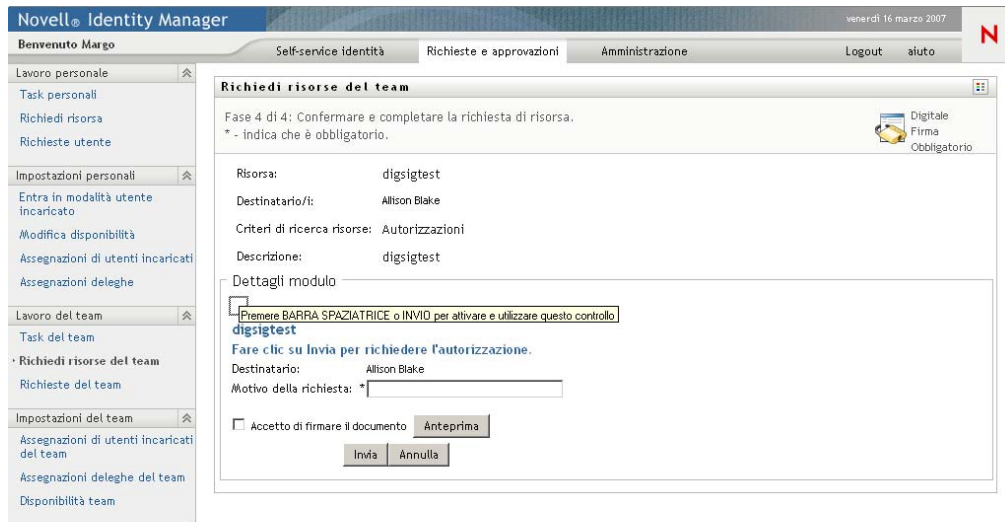 Novell® Identity Manager
venerdì 16 marzo 2007
N
Benvenuto Margo
Self-service identità
Richieste e approvazioni
Amministrazione
Logout
aiuto
Lavoro personale
Task personali
Richiedi risorsa
Richieste utente
Impostazioni personali
Entra in modalità utente
incaricato
Modifica disponibilità
Assegnazioni di utenti incaricati
Assegnazioni deleghe
Lavoro del team
Task del team
Richiedi risorse del team
Richieste del team
Impostazioni del team
Assegnazioni di utenti incaricati
del team
Assegnazioni deleghe del team
Disponibilità team
Richiedi risorse del team
Fase 4 di 4: Confermare e completare la richiesta di risorsa.
* - indica che è obbligatorio.
Digitale
Firma
Obbligatorio
Risorsa: digsigtest
Destinatario/i: Allison Blake
Criteri di ricerca risorse: Autorizzazioni
Descrizione: digsigtest
Dettagli modulo
Premere BARRA SPAZIATRICE o INVIO per attivare e utilizzare questo controllo
digsigtest
Fare clic su Invia per richiedere l'autorizzazione.
Destinatario: Allison Blake
Motivo della richiesta: *
Accetto di firmare il documento Anteprima
Invia Annulla